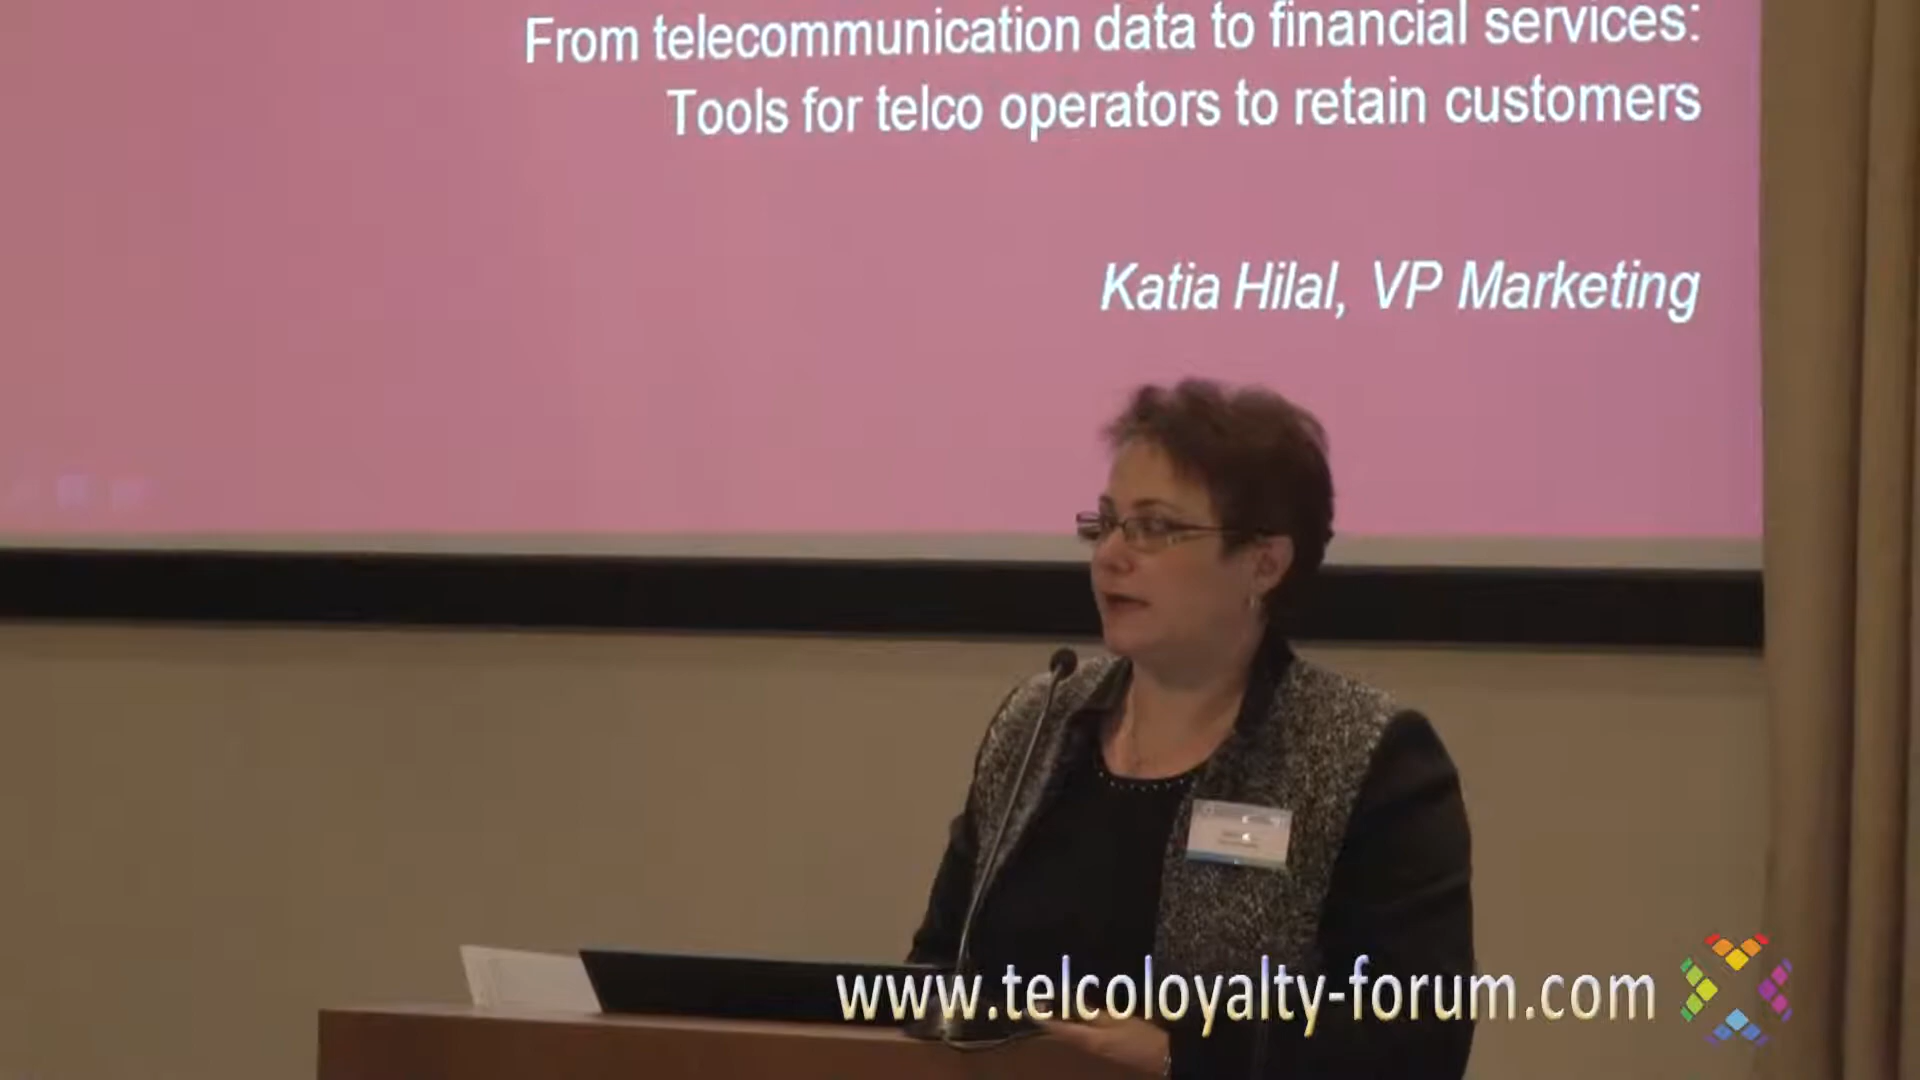 From telecommunication data to financial services:
Tools for telco operators to retain customers
Katia Hilal, VP Marketing
www.telcoloyalty-forum.com